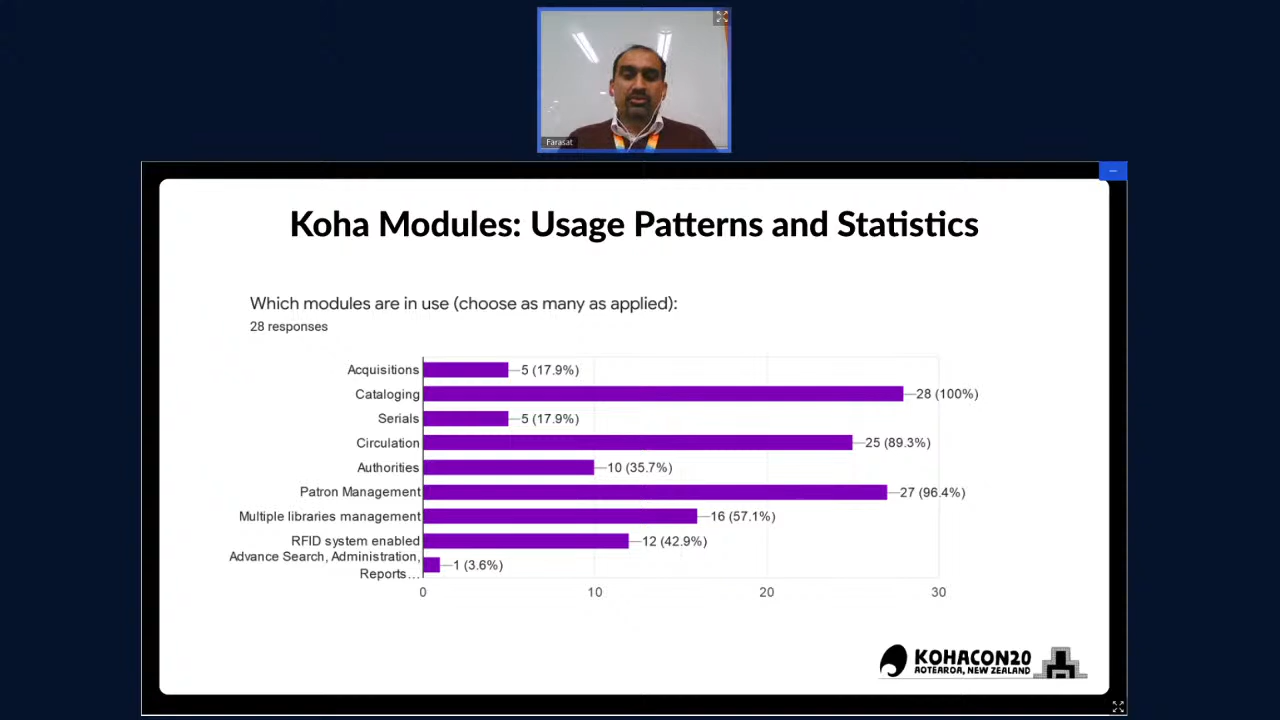 Farasat
Koha Modules: Usage Patterns and Statistics
Which modules are in use (choose as many as applied):
28 responses
Acquisitions 5 (17.9%)
Cataloging 28 (100%)
Serials 5 (17.9%)
Circulation 25 (89.3%)
Authorities 10 (35.7%)
Patron Management 27 (96.4%)
Multiple libraries management 16 (57.1%)
RFID system enabled 12 (42.9%)
Advance Search, Administration,
Reports… 1 (3.6%)
0 10 20 30
KOHACON20
AOTEAROA, NEW ZEALAND